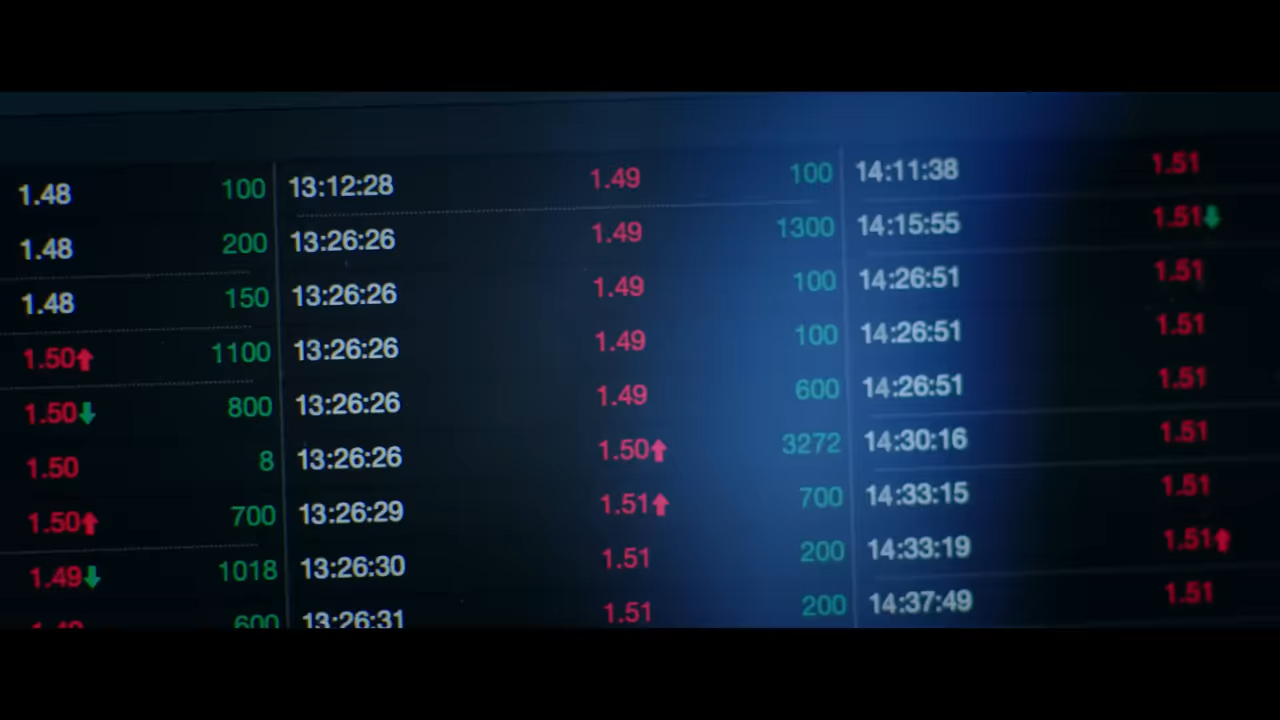 1.48 100 13:12:28 1.49 100 14:11:38 1.51
1.48 200 13:26:26 1.49 1300 14:15:55 1.51↓
1.48 150 13:26:26 1.49 100 14:26:51 1.51
1.50↑ 1100 13:26:26 1.49 100 14:26:51 1.51
1.50↓ 800 13:26:26 1.49 600 14:26:51 1.51
1.50 8 13:26:26 1.50↑ 3272 14:30:16 1.51
1.50↑ 700 13:26:29 1.51↑ 700 14:33:15 1.51
1.49↓ 1018 13:26:30 1.51 200 14:33:19 1.51↑
600 13:26:31 1.51 200 14:37:49 1.51